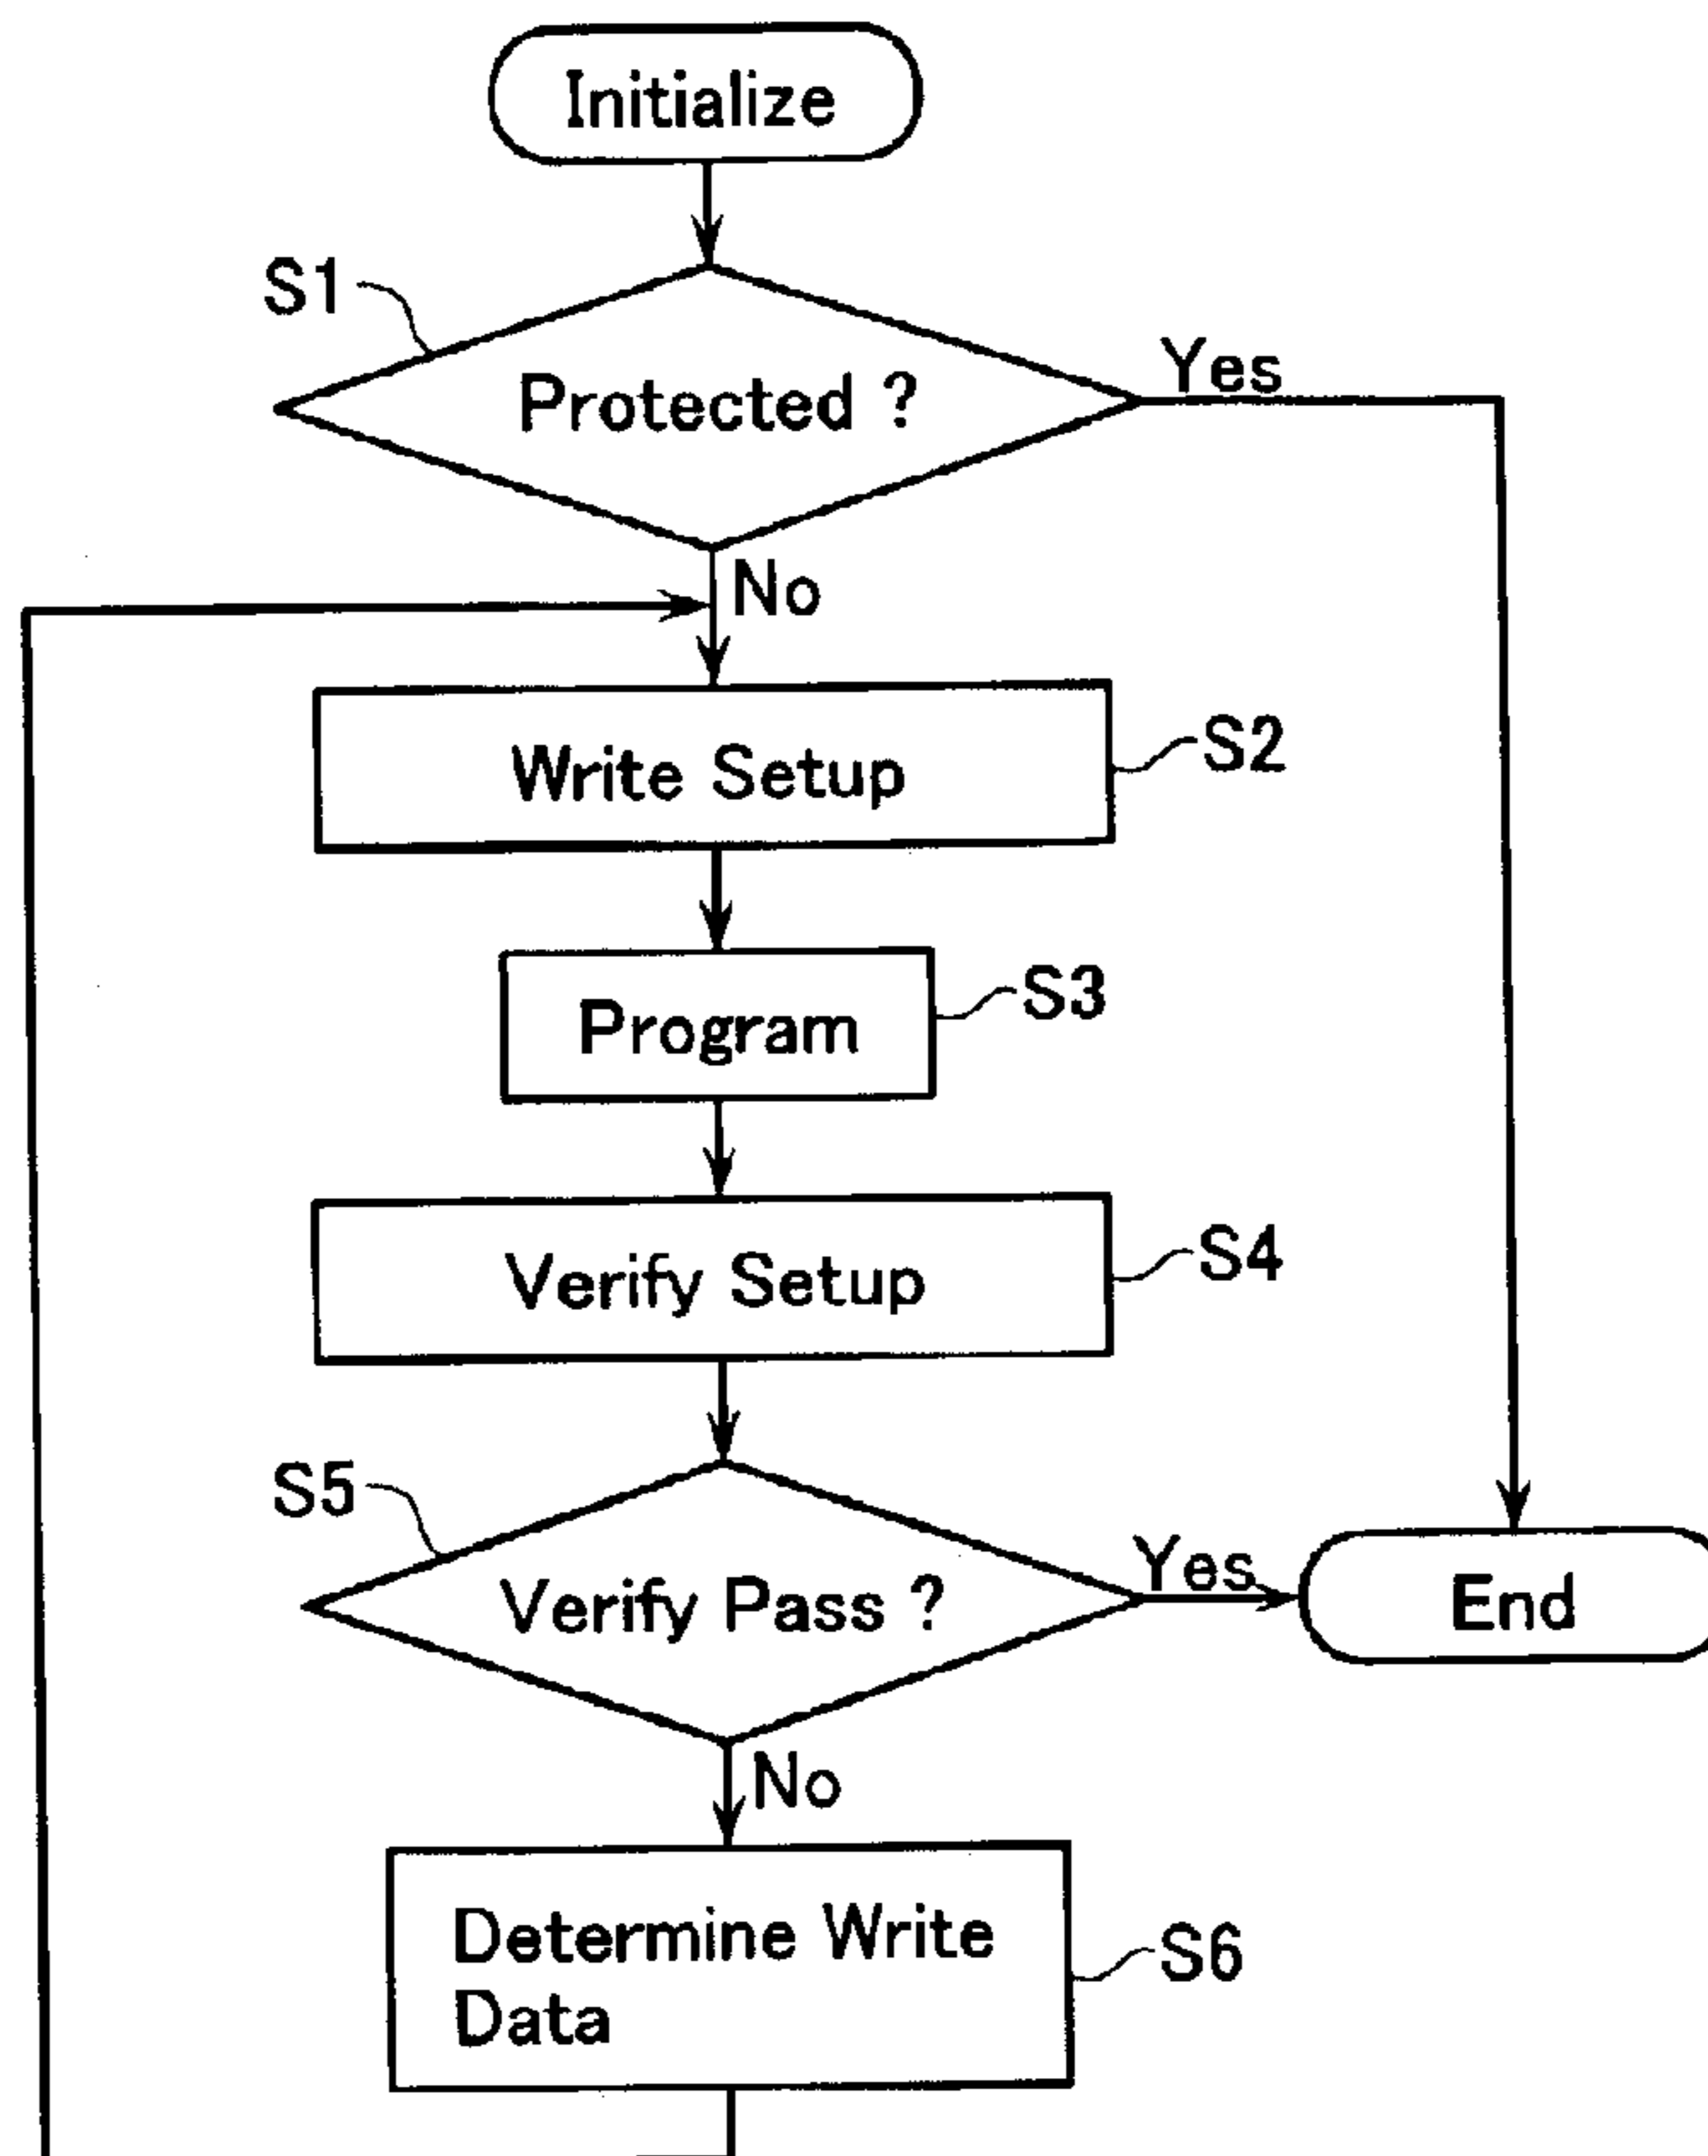 Initialize
S1
Protected ?
Yes
No
Write Setup
S2
Program
S3
Verify Setup
S4
S5
Verify Pass ?
Yes
End
No
Determine Write
Data
S6